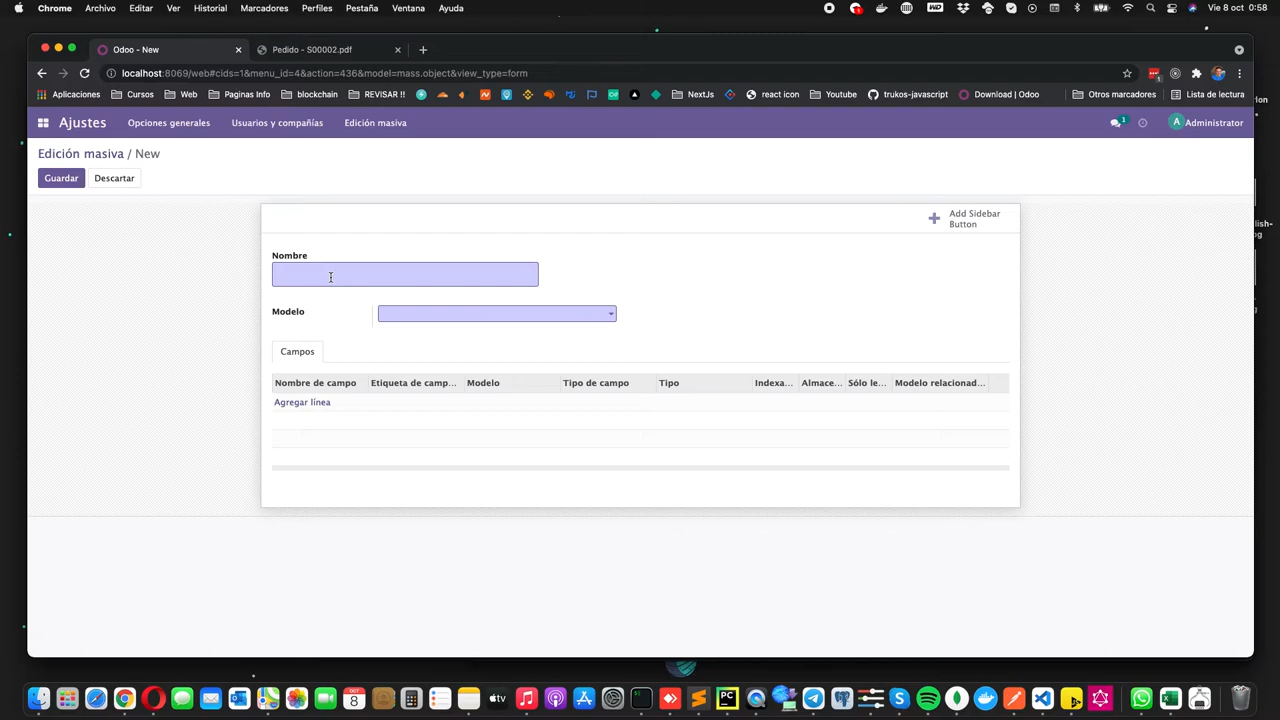 Chrome Archivo Editar Ver Historial Marcadores Perfiles Pestaña Ventana Ayuda Vie 8 oct 0:58
Odoo - New Pedido - S00002.pdf
localhost:8069/web#cids=1&menu_id=4&action=436&model=mass.object&view_type=form
Aplicaciones Cursos Web Paginas Info blockchain REVISAR !! NextJs react icon Youtube trukos-javascript Download | Odoo Otros marcadores Lista de lectura
Ajustes Opciones generales Usuarios y compañías Edición masiva 1 A Administrator
Edición masiva / New
Guardar Descartar
Add Sidebar
Button
Nombre
Modelo
Campos
Nombre de campo Etiqueta de camp... Modelo Tipo de campo Tipo Indexa... Almace... Sólo le... Modelo relacionad...
Agregar línea